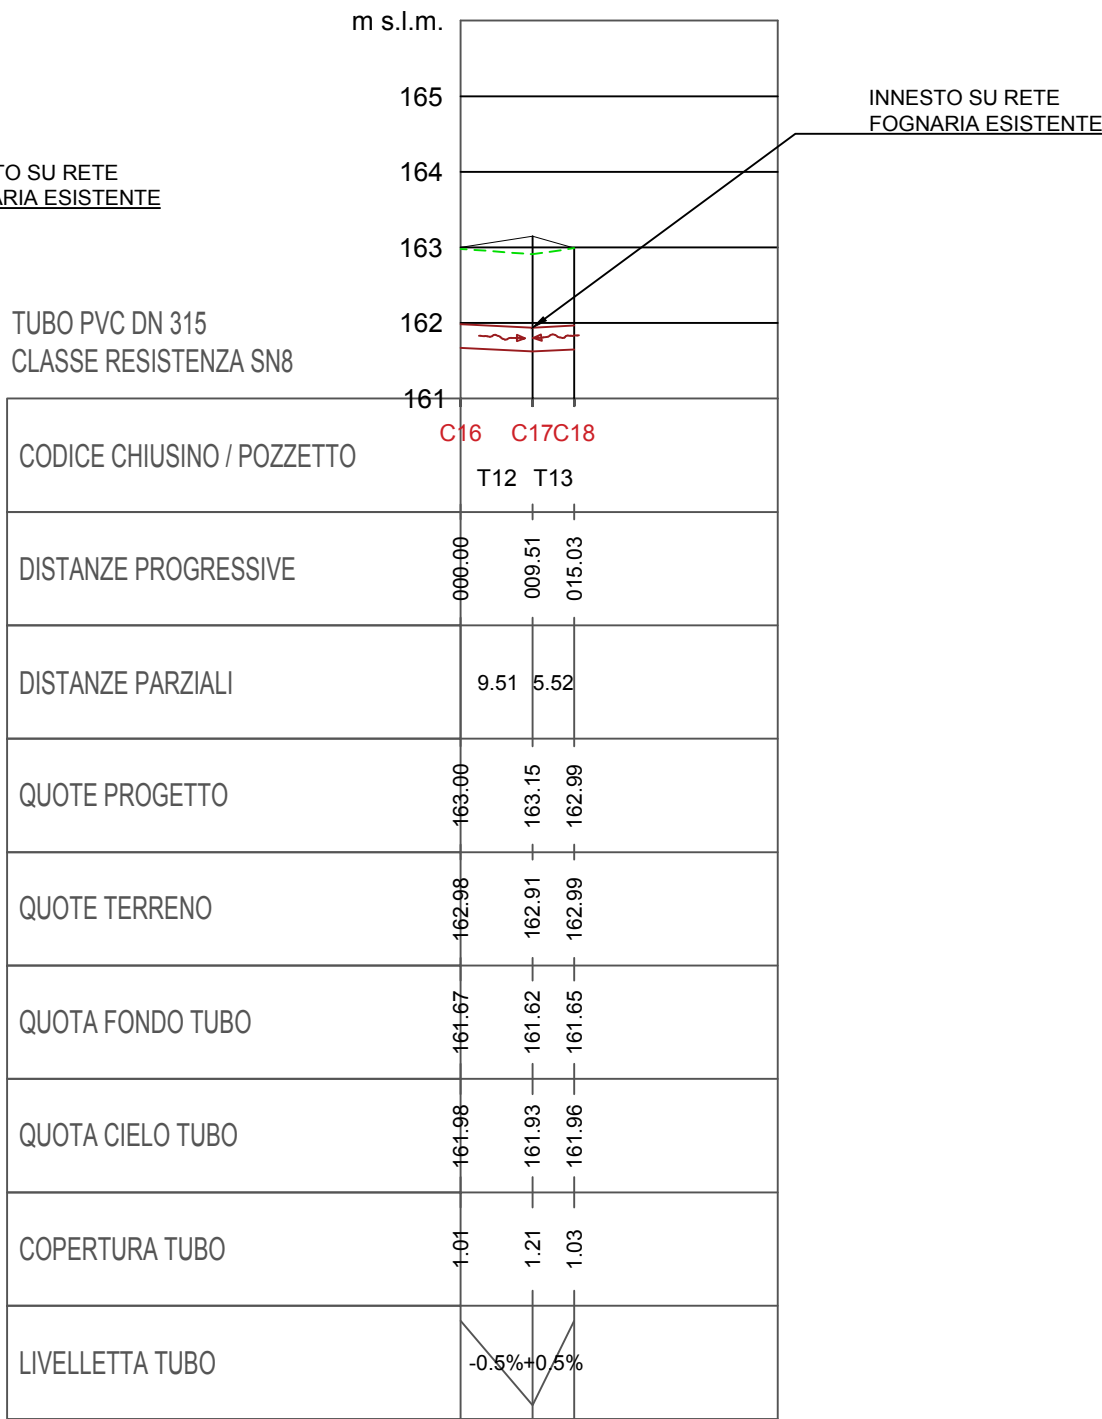 m s.l.m.
165
INNESTO SU RETE
FOGNARIA ESISTENTE
164
TO SU RETE
ARIA ESISTENTE
163
TUBO PVC DN 315
CLASSE RESISTENZA SN8
162
161
CODICE CHIUSINO / POZZETTO
C16 C17 C18
T12 T13
DISTANZE PROGRESSIVE
000.00 009.51 015.03
DISTANZE PARZIALI
9.51 5.52
QUOTE PROGETTO
163.00 163.15 162.99
QUOTE TERRENO
162.98 162.91 162.99
QUOTA FONDO TUBO
161.67 161.62 161.65
QUOTA CIELO TUBO
161.98 161.93 161.96
COPERTURA TUBO
1.01 1.21 1.03
LIVELLETTA TUBO
-0.5% +0.5%